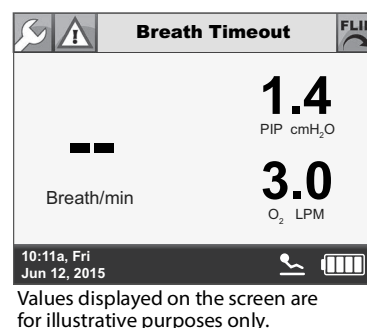 Breath Timeout
FLIP
1.4
PIP cmH₂O
--
Breath/min
3.0
O₂ LPM
10:11a, Fri
Jun 12, 2015
Values displayed on the screen are
for illustrative purposes only.